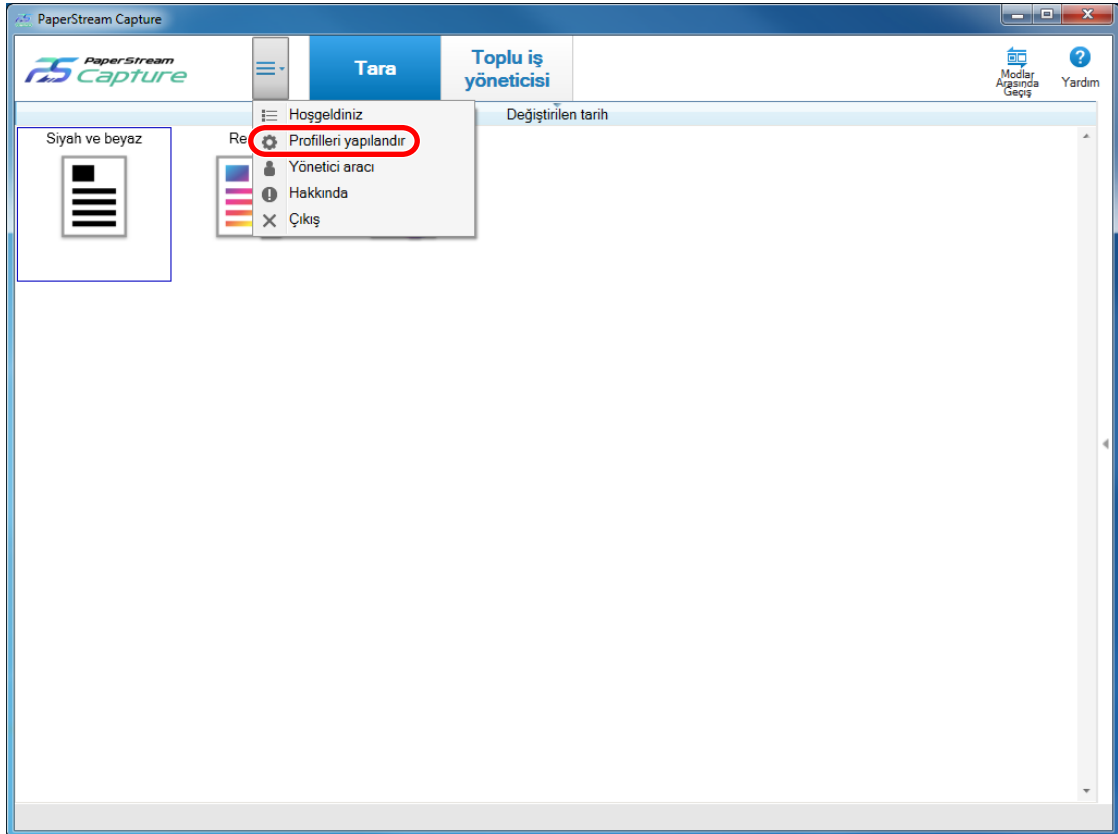 PaperStream Capture
PaperStream
Capture
Tara
Toplu iş
yöneticisi
Modlar
Arasında
Geçiş
Yardım
Değiştirilen tarih
Hoşgeldiniz
Profilleri yapılandır
Yönetici aracı
Hakkında
Çıkış
Siyah ve beyaz
Re